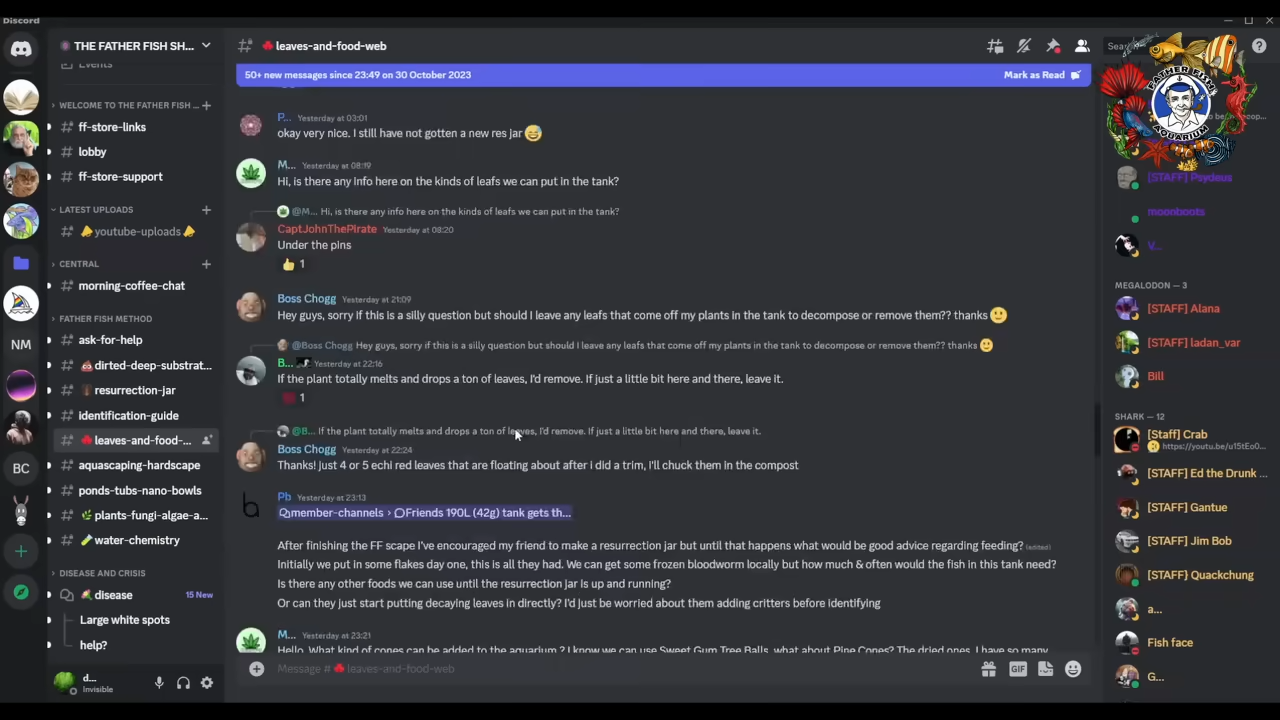 Discord
THE FATHER FISH SH...
Events
WELCOME TO THE FATHER FISH ...
ff-store-links
lobby
ff-store-support
LATEST UPLOADS
youtube-uploads
CENTRAL
morning-coffee-chat
FATHER FISH METHOD
ask-for-help
dirted-deep-substrat...
resurrection-jar
identification-guide
leaves-and-food-...
aquascaping-hardscape
ponds-tubs-nano-bowls
plants-fungi-algae-a...
water-chemistry
DISEASE AND CRISIS
disease 15 New
Large white spots
help?
d...
Invisible
NM
BC
leaves-and-food-web
50+ new messages since 23:49 on 30 October 2023 Mark as Read
P... Yesterday at 03:01
okay very nice. I still have not gotten a new res jar
M... Yesterday at 08:19
Hi, is there any info here on the kinds of leafs we can put in the tank?
@M... Hi, is there any info here on the kinds of leafs we can put in the tank?
CaptJohnThePirate Yesterday at 08:20
Under the pins
1
Boss Chogg Yesterday at 21:09
Hey guys, sorry if this is a silly question but should I leave any leafs that come off my plants in the tank to decompose or remove them?? thanks
@Boss Chogg Hey guys, sorry if this is a silly question but should I leave any leafs that come off my plants in the tank to decompose or remove them?? thanks
B... Yesterday at 22:16
If the plant totally melts and drops a ton of leaves, I'd remove. If just a little bit here and there, leave it.
1
@B... If the plant totally melts and drops a ton of leaves, I'd remove. If just a little bit here and there, leave it.
Boss Chogg Yesterday at 22:24
Thanks! just 4 or 5 echi red leaves that are floating about after i did a trim, I'll chuck them in the compost
Pb Yesterday at 23:13
member-channels › Friends 190L (42g) tank gets th...
After finishing the FF scape I've encouraged my friend to make a resurrection jar but until that happens what would be good advice regarding feeding? (edited)
Initially we put in some flakes day one, this is all they had. We can get some frozen bloodworm locally but how much & often would the fish in this tank need?
Is there any other foods we can use until the resurrection jar is up and running?
Or can they just start putting decaying leaves in directly? I'd just be worried about them adding critters before identifying
M... Yesterday at 23:21
Hello, What kind of cones can be added to the aquarium ? I know we can use Sweet Gum Tree Balls, what about Pine Cones? The dried ones, I have so many
Message # leaves-and-food-web
GIF
FATHER FISH
AQUARIUM
[STAFF] Psydeus
moonboots
V...
MEGALODON — 3
[STAFF] Alana
[STAFF] ladan_var
Bill
SHARK — 12
[Staff] Crab
https://youtu.be/u15tEo0...
[STAFF] Ed the Drunk ...
[STAFF] Gantue
[STAFF] Jim Bob
[STAFF] Quackchung
a...
Fish face
G...